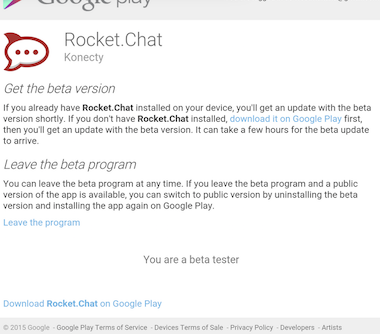 Google play
Rocket.Chat
Konecty
Get the beta version
If you already have Rocket.Chat installed on your device, you'll get an update with the beta
version shortly. If you don't have Rocket.Chat installed, download it on Google Play first,
then you'll get an update with the beta version. It can take a few hours for the beta update
to arrive.
Leave the beta program
You can leave the beta program at any time. If you leave the beta program and a public
version of the app is available, you can switch to public version by uninstalling the beta
version and installing the app again on Google Play.
Leave the program
You are a beta tester
Download Rocket.Chat on Google Play
© 2015 Google - Google Play Terms of Service - Devices Terms of Sale - Privacy Policy - Developers - Artists